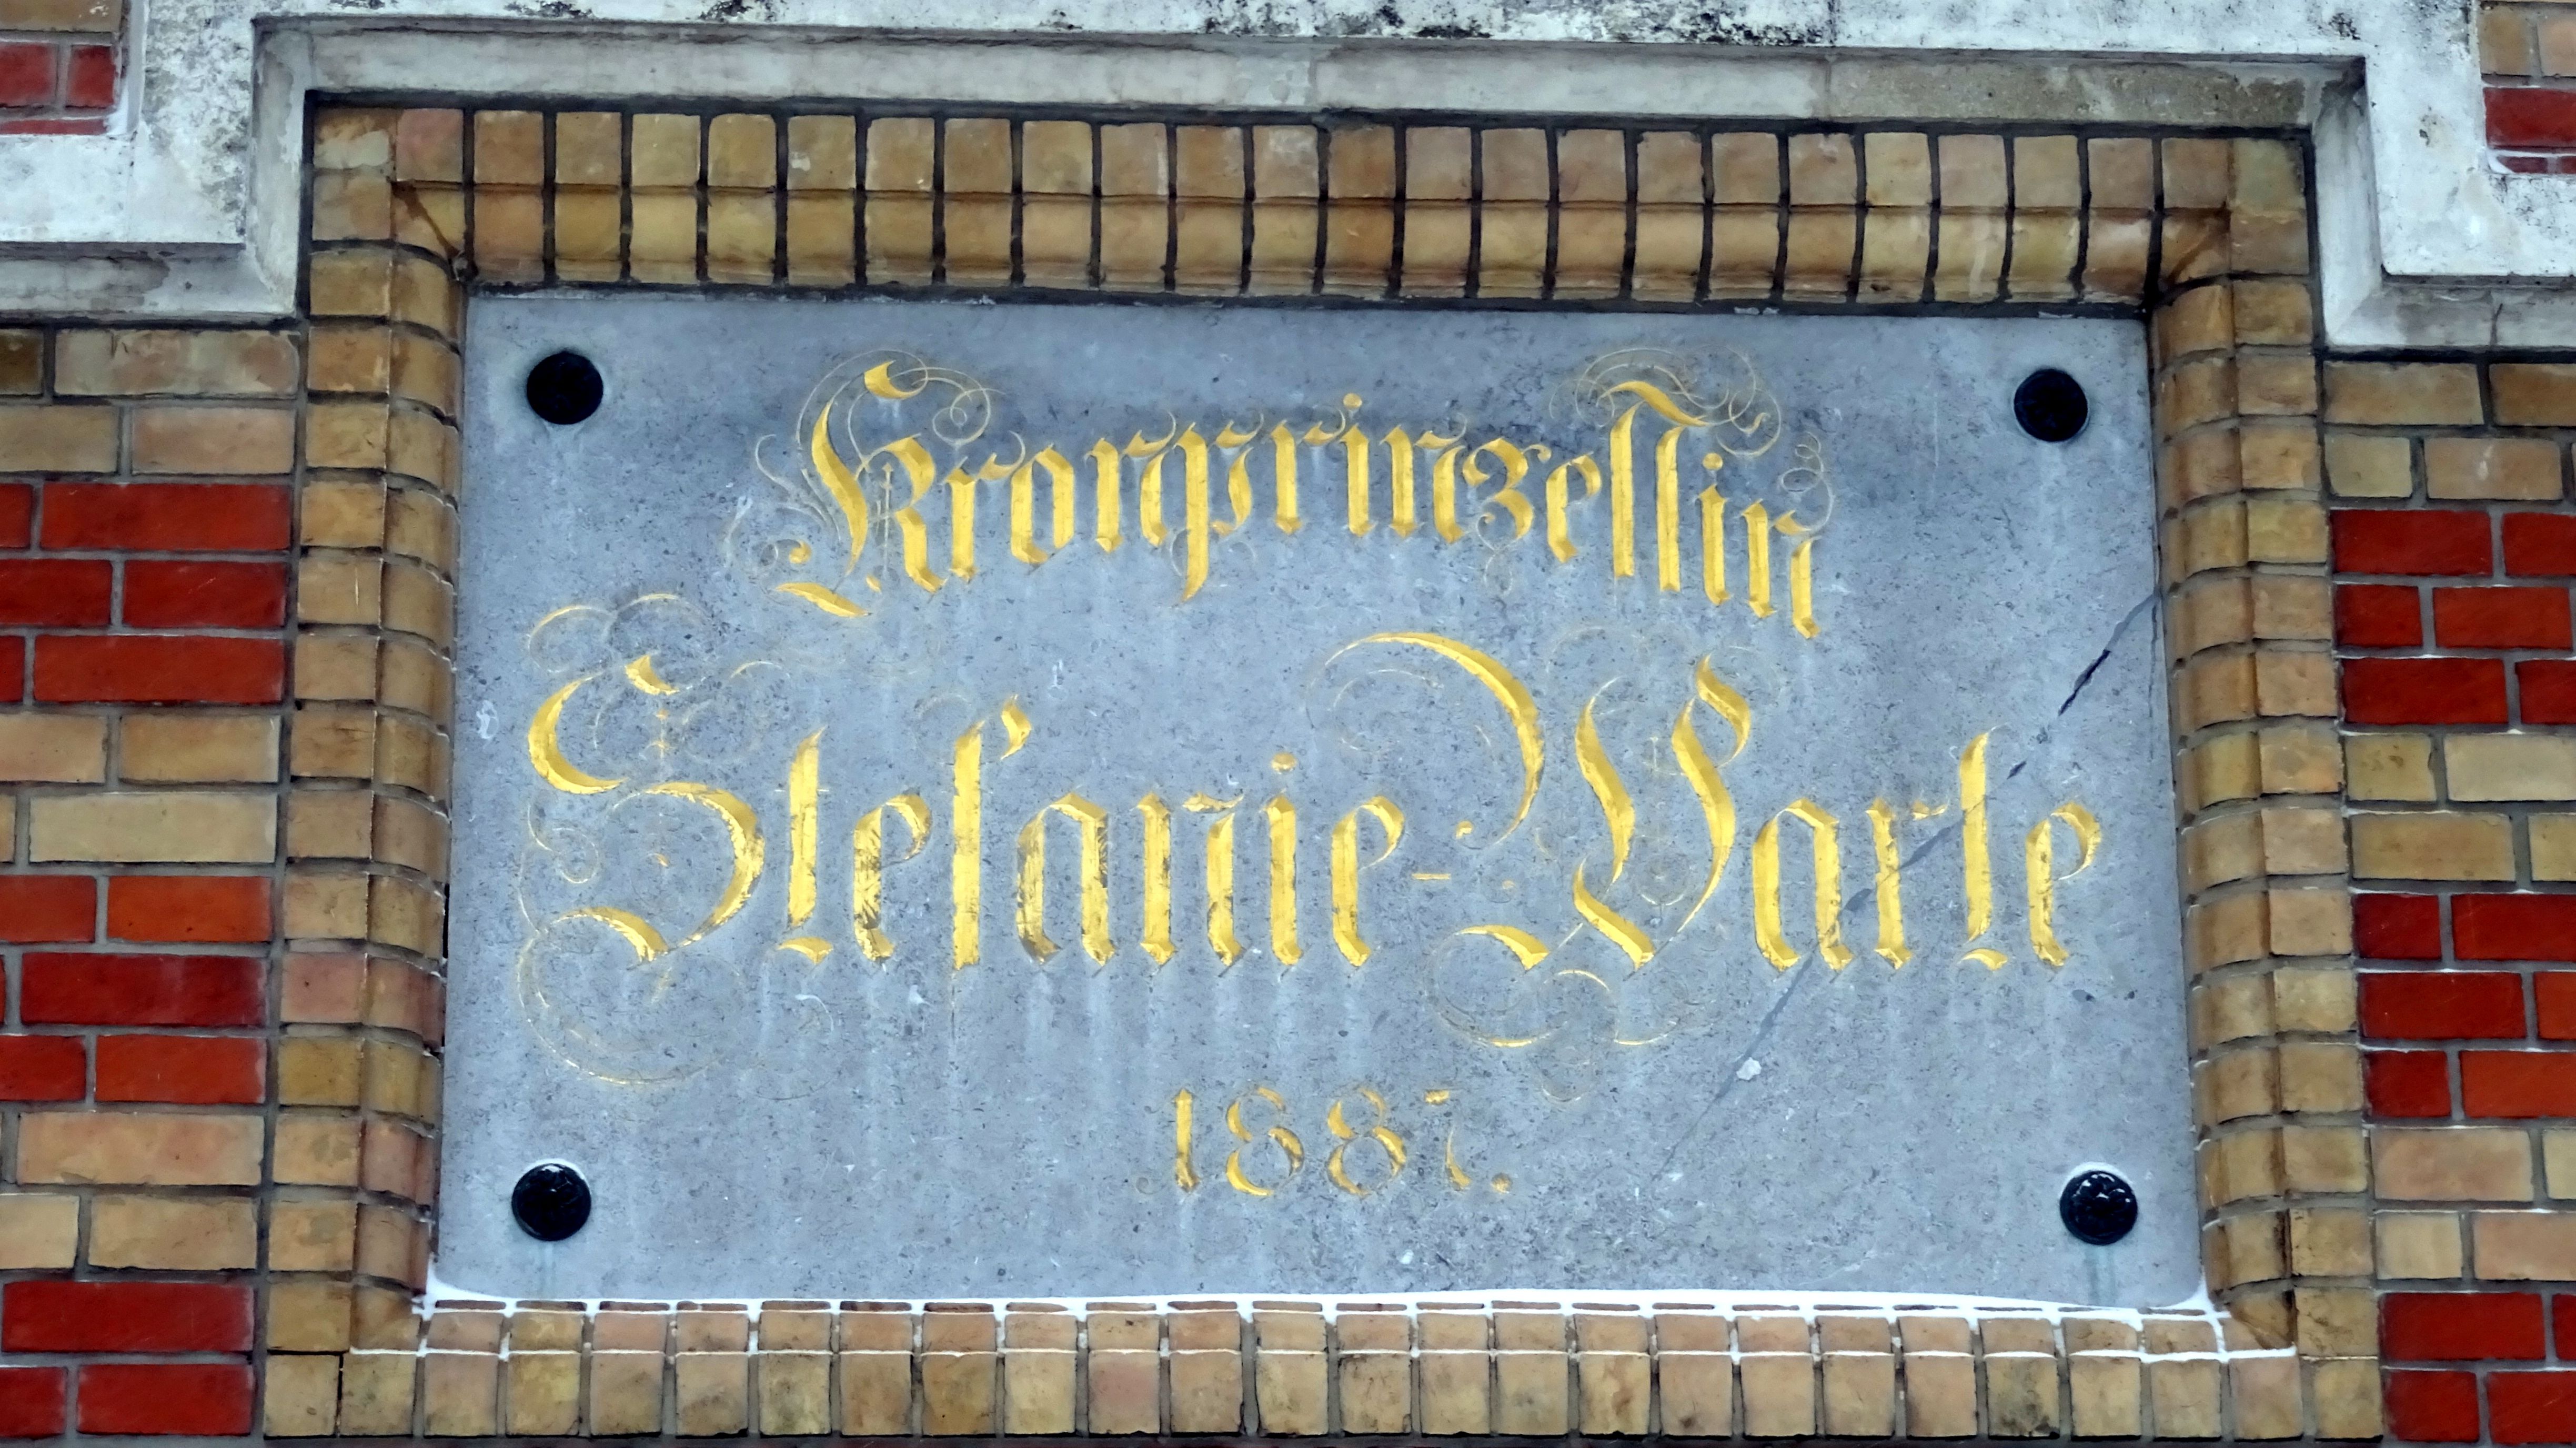 Kronprinzessin
Stefanie-Warte
1887.